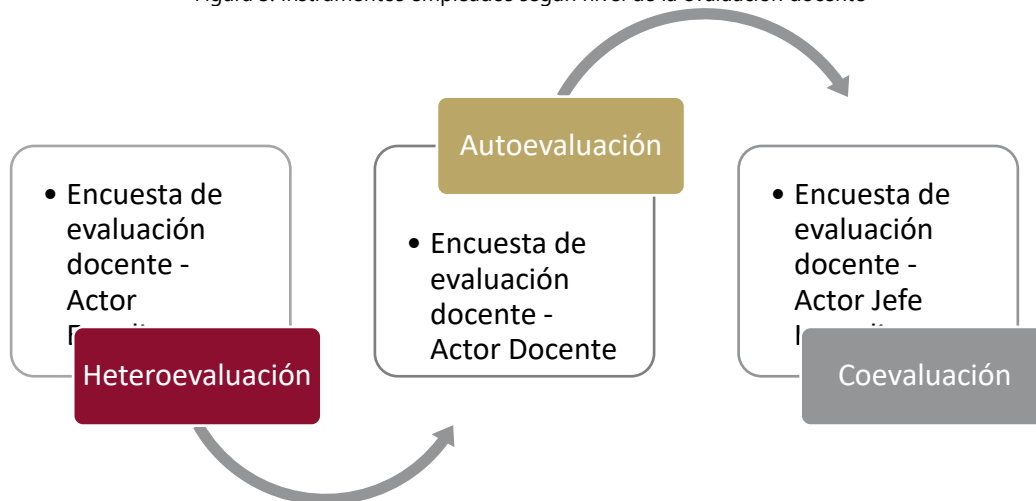 • Encuesta de
evaluación
docente -
Actor
Heteroevaluación
Autoevaluación
• Encuesta de
evaluación
docente -
Actor Docente
• Encuesta de
evaluación
docente -
Actor Jefe
Coevaluación